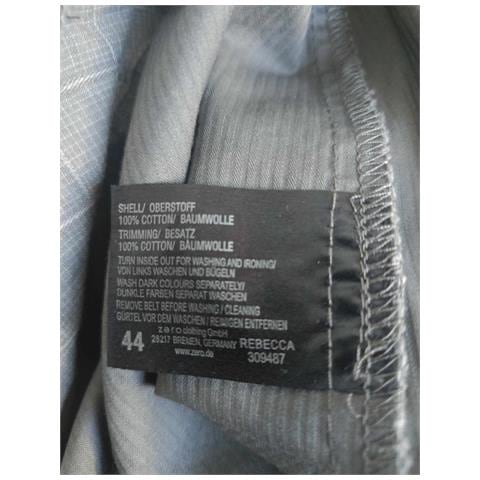 SHELL/ OBERSTOFF
100% COTTON/ BAUMWOLLE
TRIMMING/ BESATZ
100% COTTON/ BAUMWOLLE
TURN INSIDE OUT FOR WASHING AND IRONING/
VON LINKS WASCHEN UND BÜGELN
WASH DARK COLOURS SEPARATELY/
DUNKLE FARBEN SEPARAT WASCHEN
REMOVE BELT BEFORE WASHING / CLEANING
GÜRTEL VOR DEM WASCHEN / REINIGEN ENTFERNEN
zero clothing GmbH
44 28217 BREMEN, GERMANY REBECCA
www.zero.de 309487